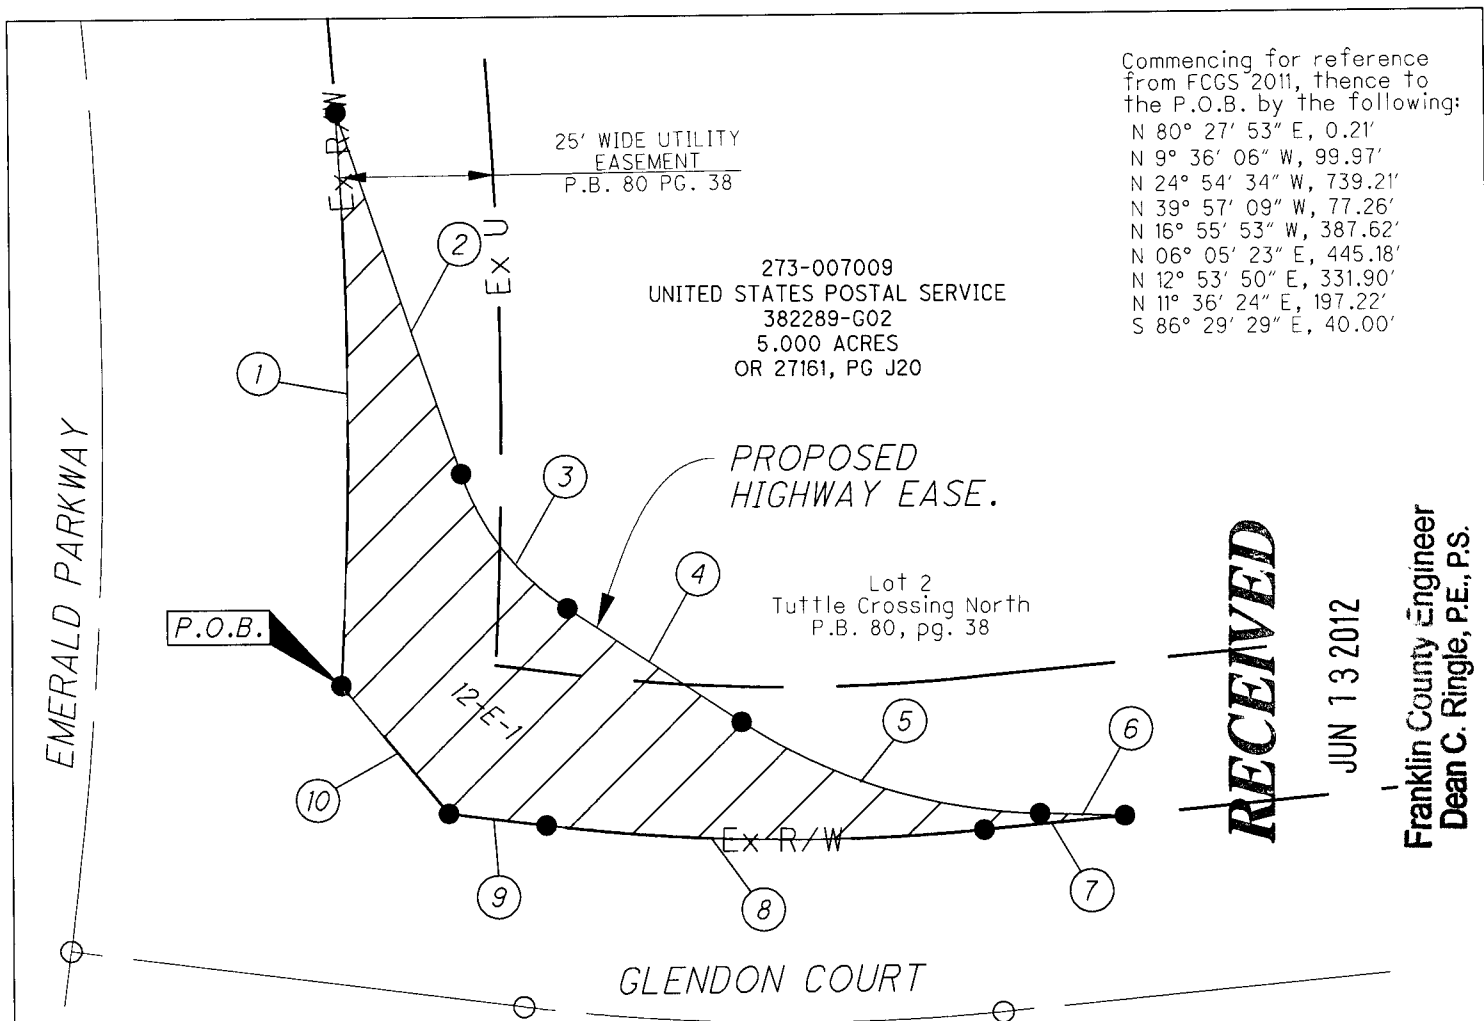 Commencing for reference
from FCGS 2011, thence to
the P.O.B. by the following:
N 80° 27' 53" E, 0.21'
N 9° 36' 06" W, 99.97'
N 24° 54' 34" W, 739.21'
N 39° 57' 09" W, 77.26'
N 16° 55' 53" W, 387.62'
N 06° 05' 23" E, 445.18'
N 12° 53' 50" E, 331.90'
N 11° 36' 24" E, 197.22'
S 86° 29' 29" E, 40.00'
Ex R/W
25' WIDE UTILITY
EASEMENT
P.B. 80 PG. 38
2
Ex U
273-007009
UNITED STATES POSTAL SERVICE
382289-G02
5.000 ACRES
OR 27161, PG J20
1
EMERALD PARKWAY
3
PROPOSED
HIGHWAY EASE.
4
Lot 2
Tuttle Crossing North
P.B. 80, pg. 38
P.O.B.
12-E-1
5
6
10
Ex R/W
9
8
7
GLENDON COURT
RECEIVED
JUN 13 2012
Franklin County Engineer
Dean C. Ringle, P.E., P.S.